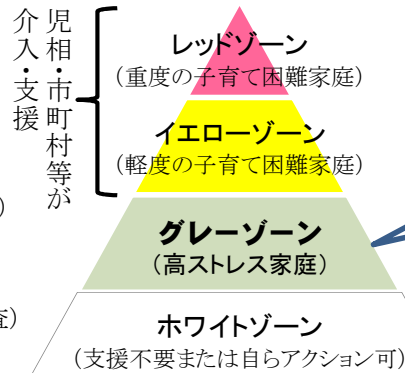 児相・市町村等が
介入・支援
レッドゾーン
（重度の子育て困難家庭）
イエローゾーン
（軽度の子育て困難家庭）
）
グレーゾーン
（高ストレス家庭）
査）
ホワイトゾーン
（支援不要または自らアクション可）